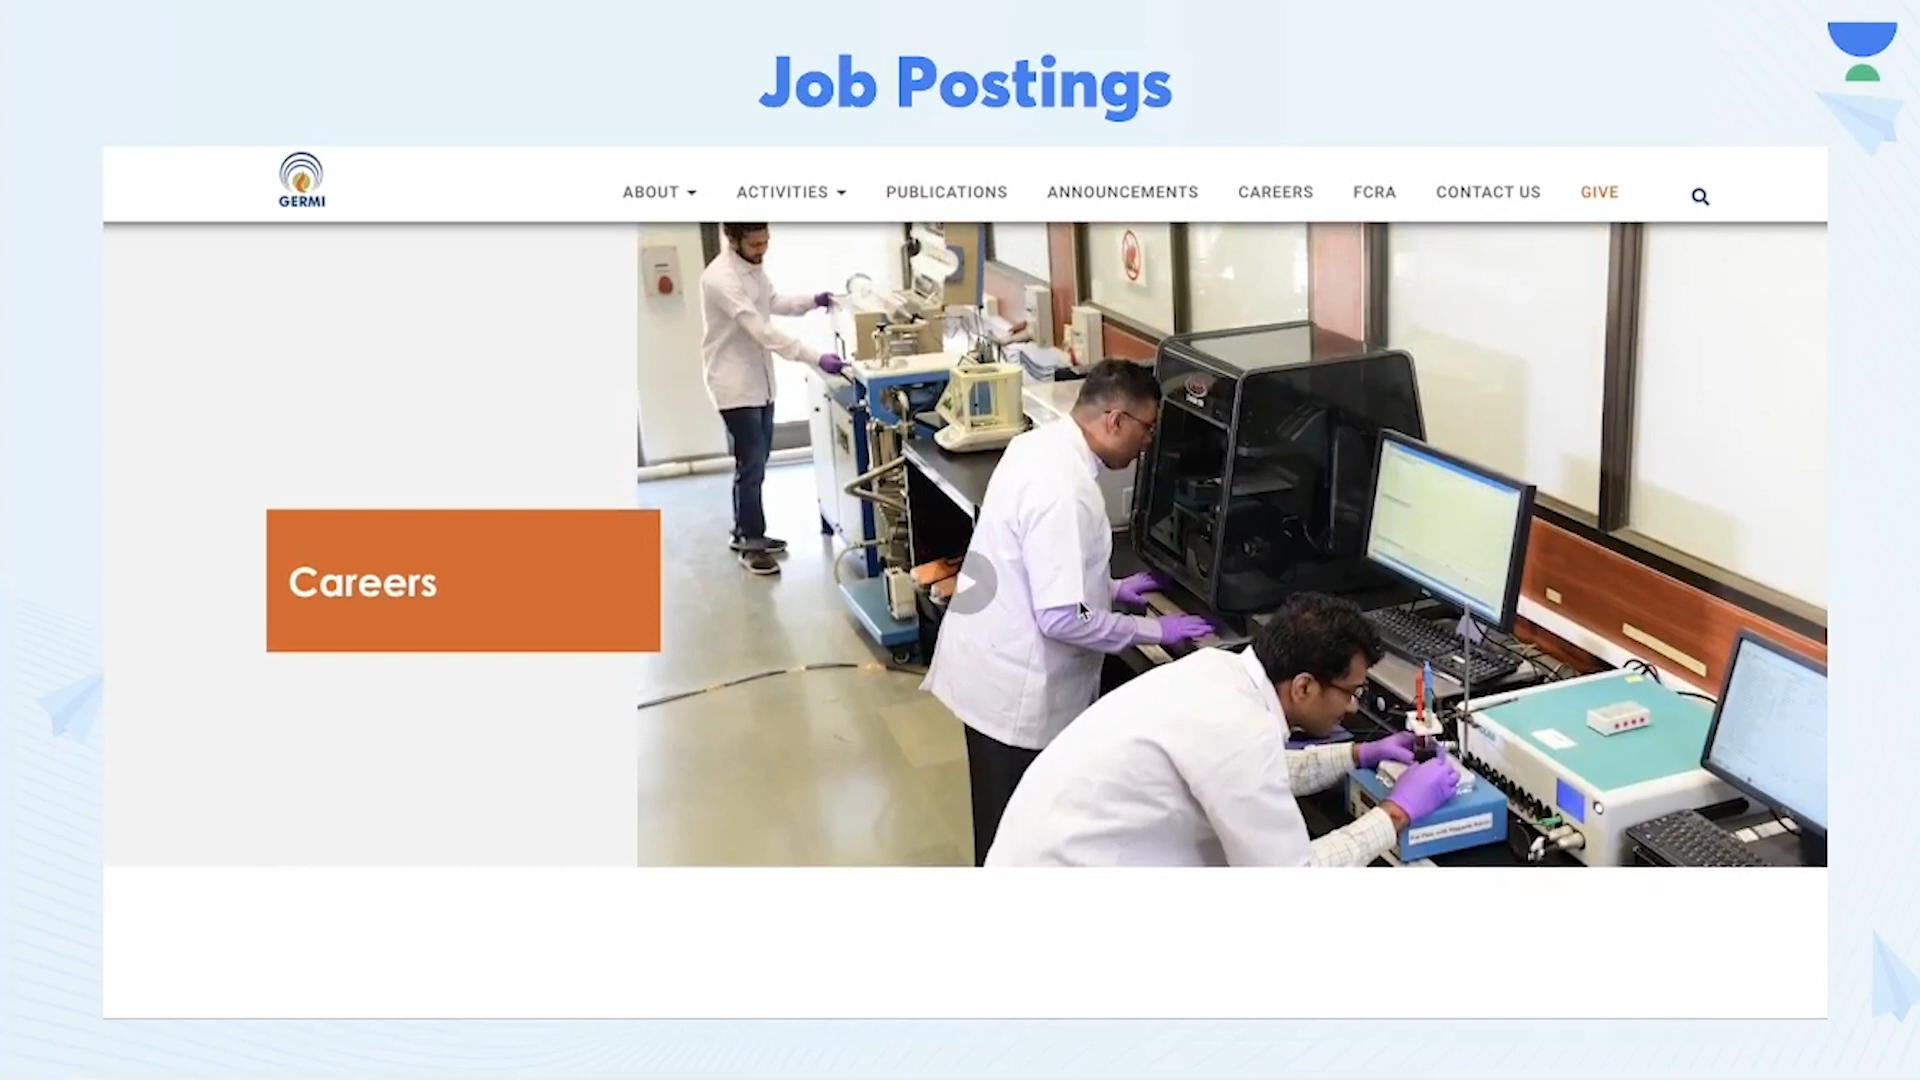 Job Postings
GERMI
ABOUT
ACTIVITIES
PUBLICATIONS
ANNOUNCEMENTS
CAREERS
FCRA
CONTACT US
GIVE
Careers